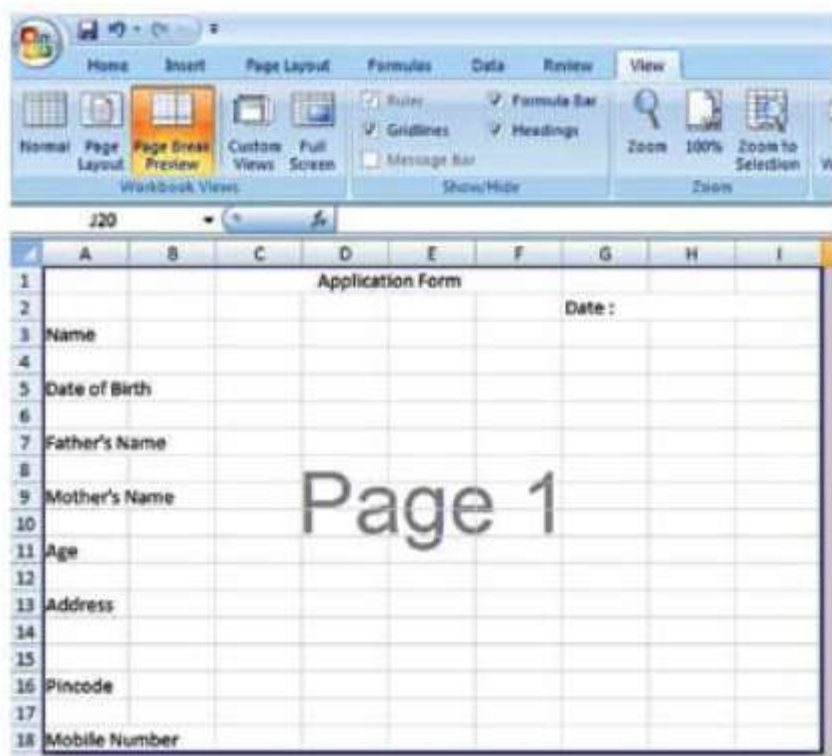 Home Insert Page Layout Formulas Data Review View
Normal Page Layout Page Break Preview Custom Views Full Screen
Ruler Formula Bar
Gridlines Headings
Message Bar
Zoom 100% Zoom to Selection
Workbook Views Show/Hide Zoom
J20 fx
A B C D E F G H I
1 Application Form
2 Date :
3 Name
4
5 Date of Birth
6
7 Father's Name
8
9 Mother's Name
Page 1
10
11 Age
12
13 Address
14
15
16 Pincode
17
18 Mobile Number